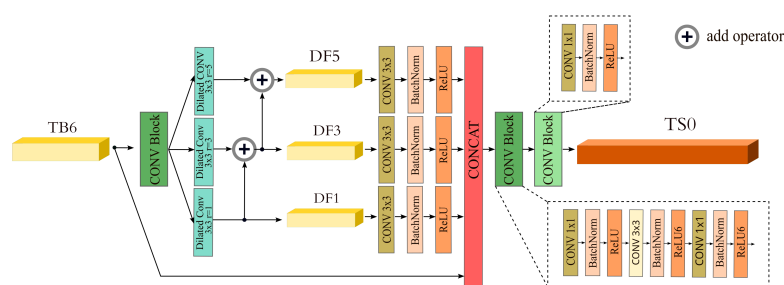 add operator
DF5
DF3
DF1
TB6
TS0
CONV Block
Dilated CONV
3x3 r=5
Dilated Conv
3x3 r=3
Dilated Conv
3x3 r=1
CONV 3x3
BatchNorm
ReLU
CONV 3x3
BatchNorm
ReLU
CONV 3x3
BatchNorm
ReLU
CONCAT
CONV Block
CONV Block
CONV 1x1
BatchNorm
ReLU
CONV 1x1
BatchNorm
ReLU
CONV 3x3
BatchNorm
ReLU6
CONV 1x1
BatchNorm
ReLU6